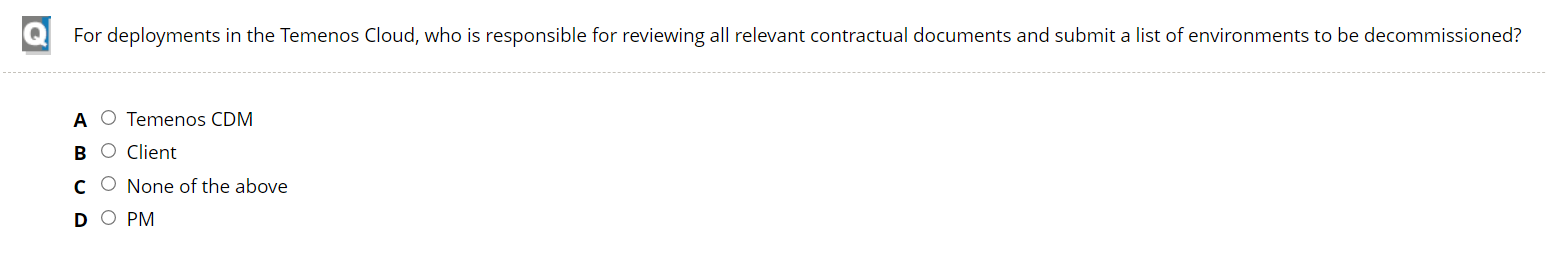 Q For deployments in the Temenos Cloud, who is responsible for reviewing all relevant contractual documents and submit a list of environments to be decommissioned?
A Temenos CDM
B Client
C None of the above
D PM